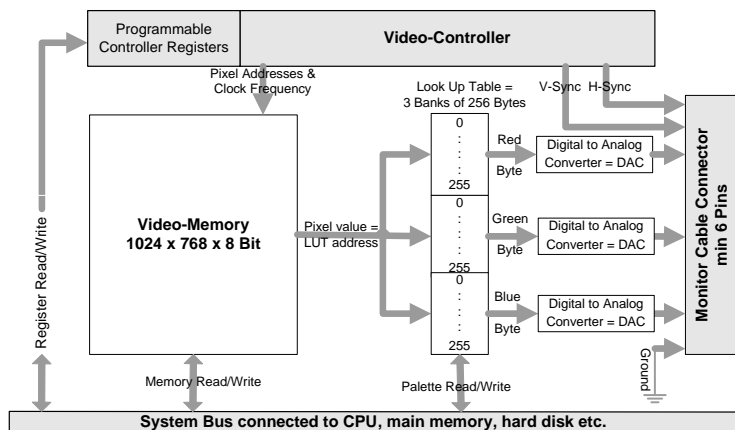 Programmable
Controller Registers
Video-Controller
Pixel Addresses &
Clock Frequency
Look Up Table =
3 Banks of 256 Bytes
V-Sync H-Sync
Video-Memory
1024 x 768 x 8 Bit
Pixel value =
LUT address
0
:
:
:
:
255
0
:
:
:
:
255
0
:
:
:
:
255
Red
Byte
Green
Byte
Blue
Byte
Digital to Analog
Converter = DAC
Digital to Analog
Converter = DAC
Digital to Analog
Converter = DAC
Monitor Cable Connector
min 6 Pins
Ground
Register Read/Write
Memory Read/Write
Palette Read/Write
System Bus connected to CPU, main memory, hard disk etc.